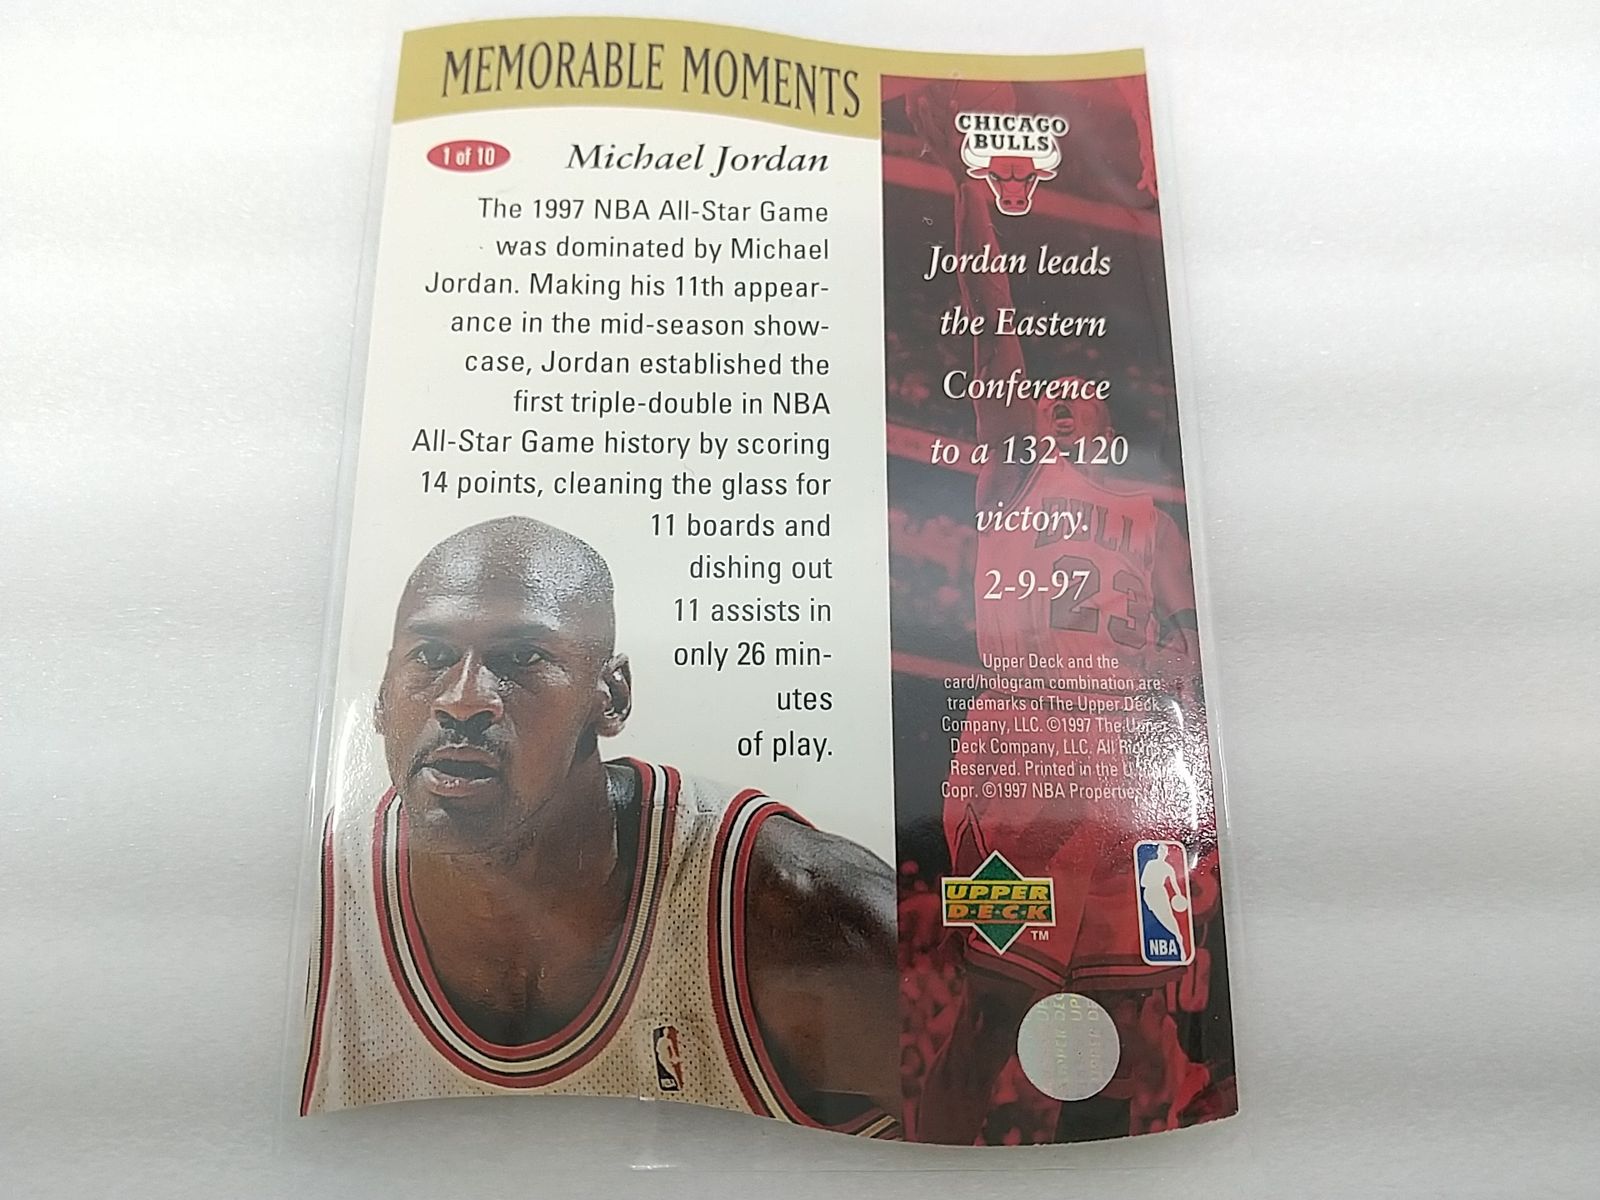 MEMORABLE MOMENTS
1 of 10
Michael Jordan
The 1997 NBA All-Star Game
was dominated by Michael
Jordan. Making his 11th appear-
ance in the mid-season show-
case, Jordan established the
first triple-double in NBA
All-Star Game history by scoring
14 points, cleaning the glass for
11 boards and
dishing out
11 assists in
only 26 min-
utes
of play.
CHICAGO
BULLS
Jordan leads
the Eastern
Conference
to a 132-120
victory.
2-9-97
BULLS
23
Upper Deck and the
card/hologram combination are
trademarks of The Upper Deck
Company, LLC. ©1997 The Upper
Deck Company, LLC. All Rights
Reserved. Printed in the
Copr. ©1997 NBA Properties,
UPPER
DECK
TM
NBA